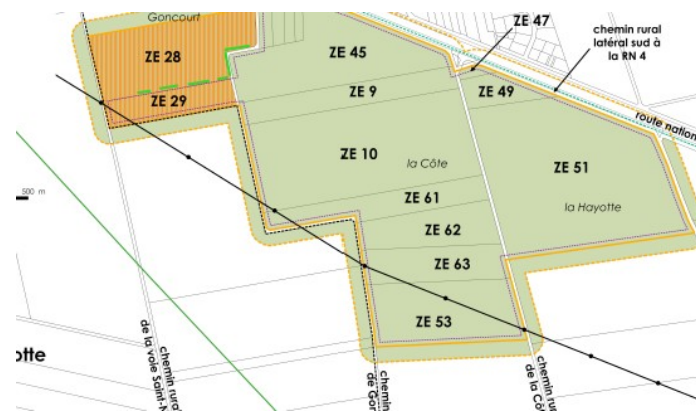 Goncourt
ZE 47
chemin rural
latéral sud à
la RN 4
ZE 28
ZE 45
ZE 29
ZE 9
ZE 49
route nation
ZE 10
la Côte
ZE 51
500 m
ZE 61
la Hayotte
ZE 62
ZE 63
ZE 53
otte
chemin rural
de la voie Saint-
chemin
de Gon
chemin rur
de la Cô